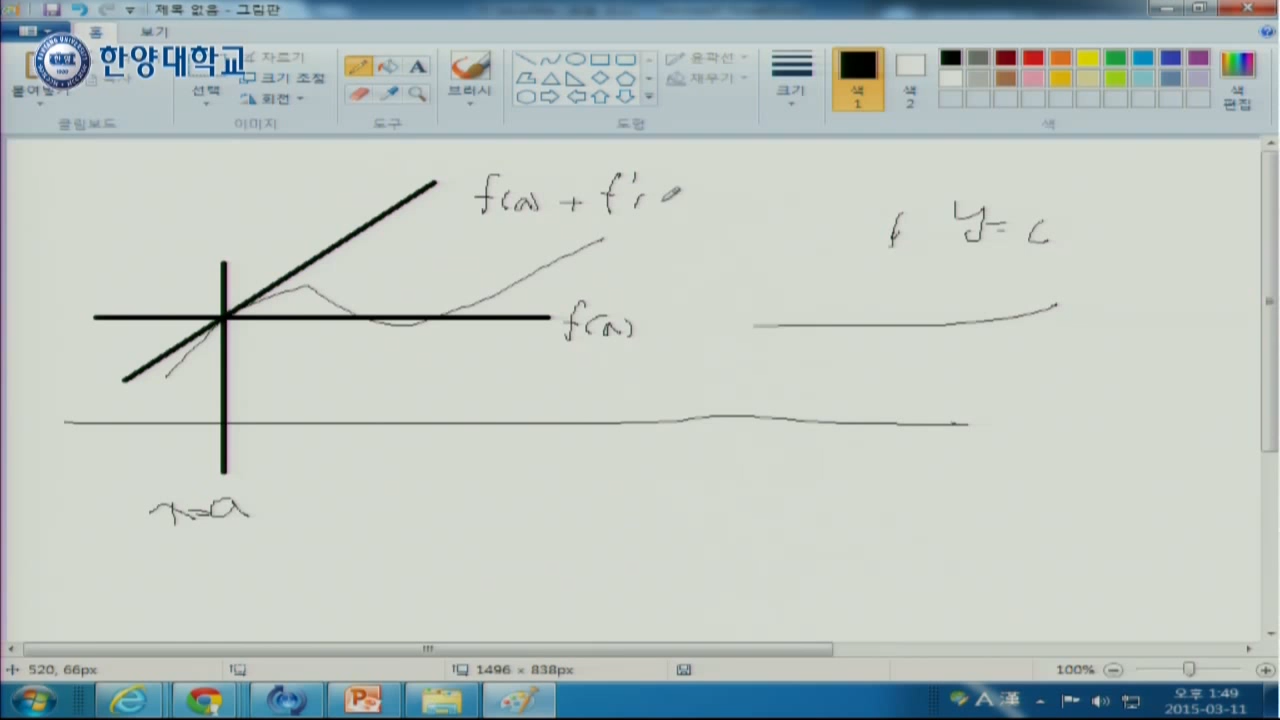 제목 없음 - 그림판
홈 보기
한양대학교
자르기
크기 조절
회전
선택
브러시
윤곽선
채우기
크기
색 1
색 2
색 편집
클립보드 이미지 도구 도형 색
f(a) + f'(
y= c
f(a)
x=a
520, 66px 1496 × 838px 100%
A 漢 오후 1:49
2015-03-11